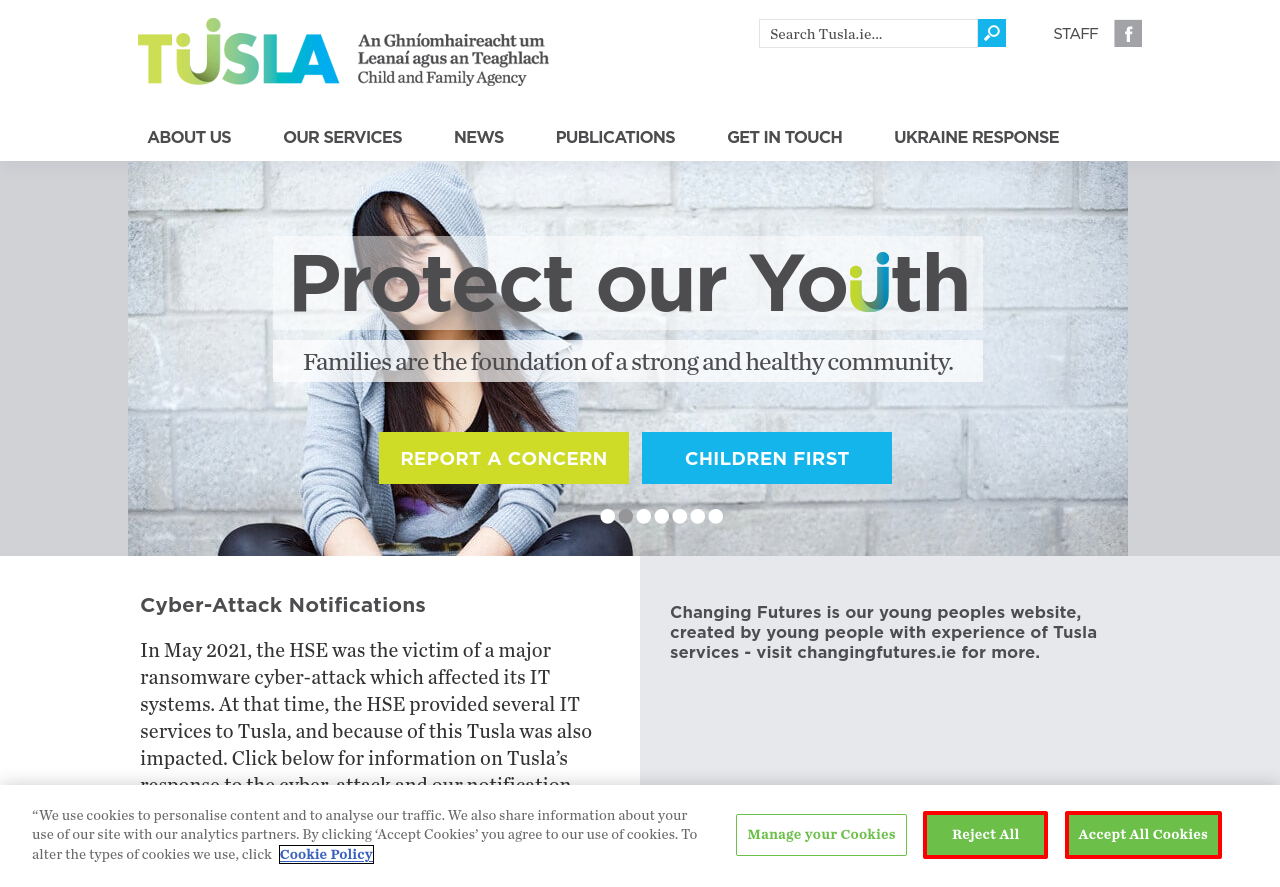 TUSLA
An Ghníomhaireacht um
Leanaí agus an Teaghlach
Child and Family Agency
Search Tusla.ie...
STAFF
f
ABOUT US
OUR SERVICES
NEWS
PUBLICATIONS
GET IN TOUCH
UKRAINE RESPONSE
Protect our Youth
Families are the foundation of a strong and healthy community.
REPORT A CONCERN
CHILDREN FIRST
Cyber-Attack Notifications
In May 2021, the HSE was the victim of a major
ransomware cyber-attack which affected its IT
systems. At that time, the HSE provided several IT
services to Tusla, and because of this Tusla was also
impacted. Click below for information on Tusla’s
response to the cyber-attack and our notification
Changing Futures is our young peoples website,
created by young people with experience of Tusla
services - visit changingfutures.ie for more.
“We use cookies to personalise content and to analyse our traffic. We also share information about your
use of our site with our analytics partners. By clicking ‘Accept Cookies’ you agree to our use of cookies. To
alter the types of cookies we use, click Cookie Policy
Manage your Cookies
Reject All
Accept All Cookies